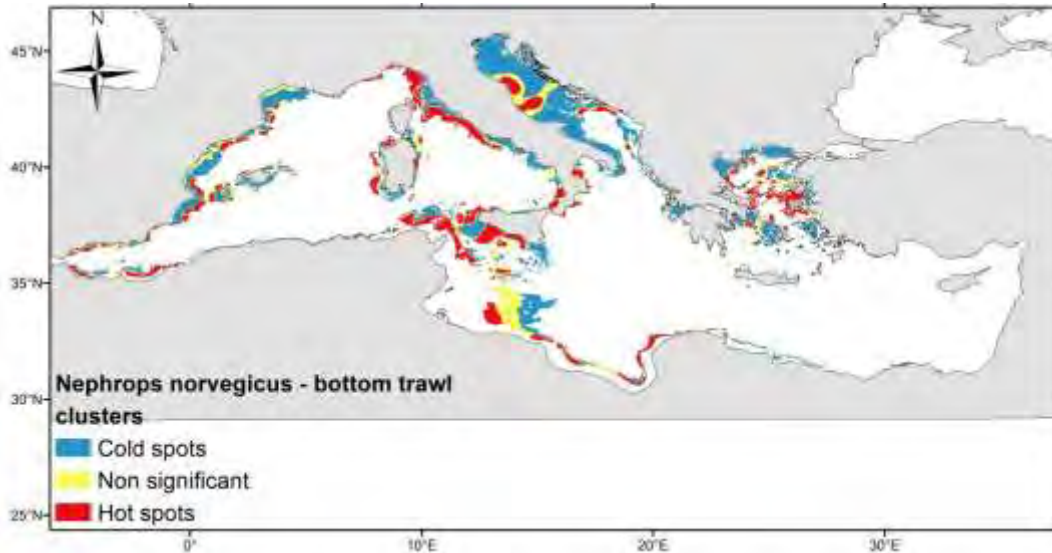 N
45°N
40°N
35°N
30°N
25°N
Nephrops norvegicus - bottom trawl
clusters
Cold spots
Non significant
Hot spots
0°
10°E
20°E
30°E